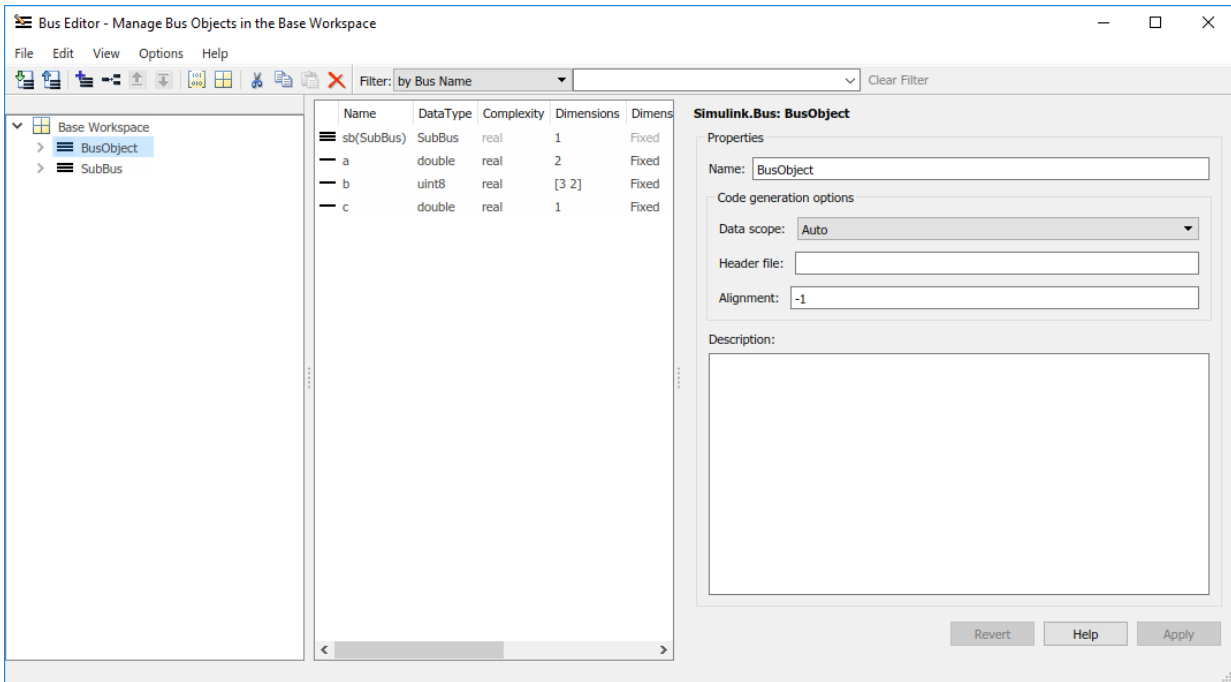 Bus Editor - Manage Bus Objects in the Base Workspace
File Edit View Options Help
Filter: by Bus Name Clear Filter
Base Workspace
BusObject
SubBus
Name DataType Complexity Dimensions Dimens
sb(SubBus) SubBus real 1 Fixed
a double real 2 Fixed
b uint8 real [3 2] Fixed
c double real 1 Fixed
Simulink.Bus: BusObject
Properties
Name: BusObject
Code generation options
Data scope: Auto
Header file:
Alignment: -1
Description:
Revert Help Apply